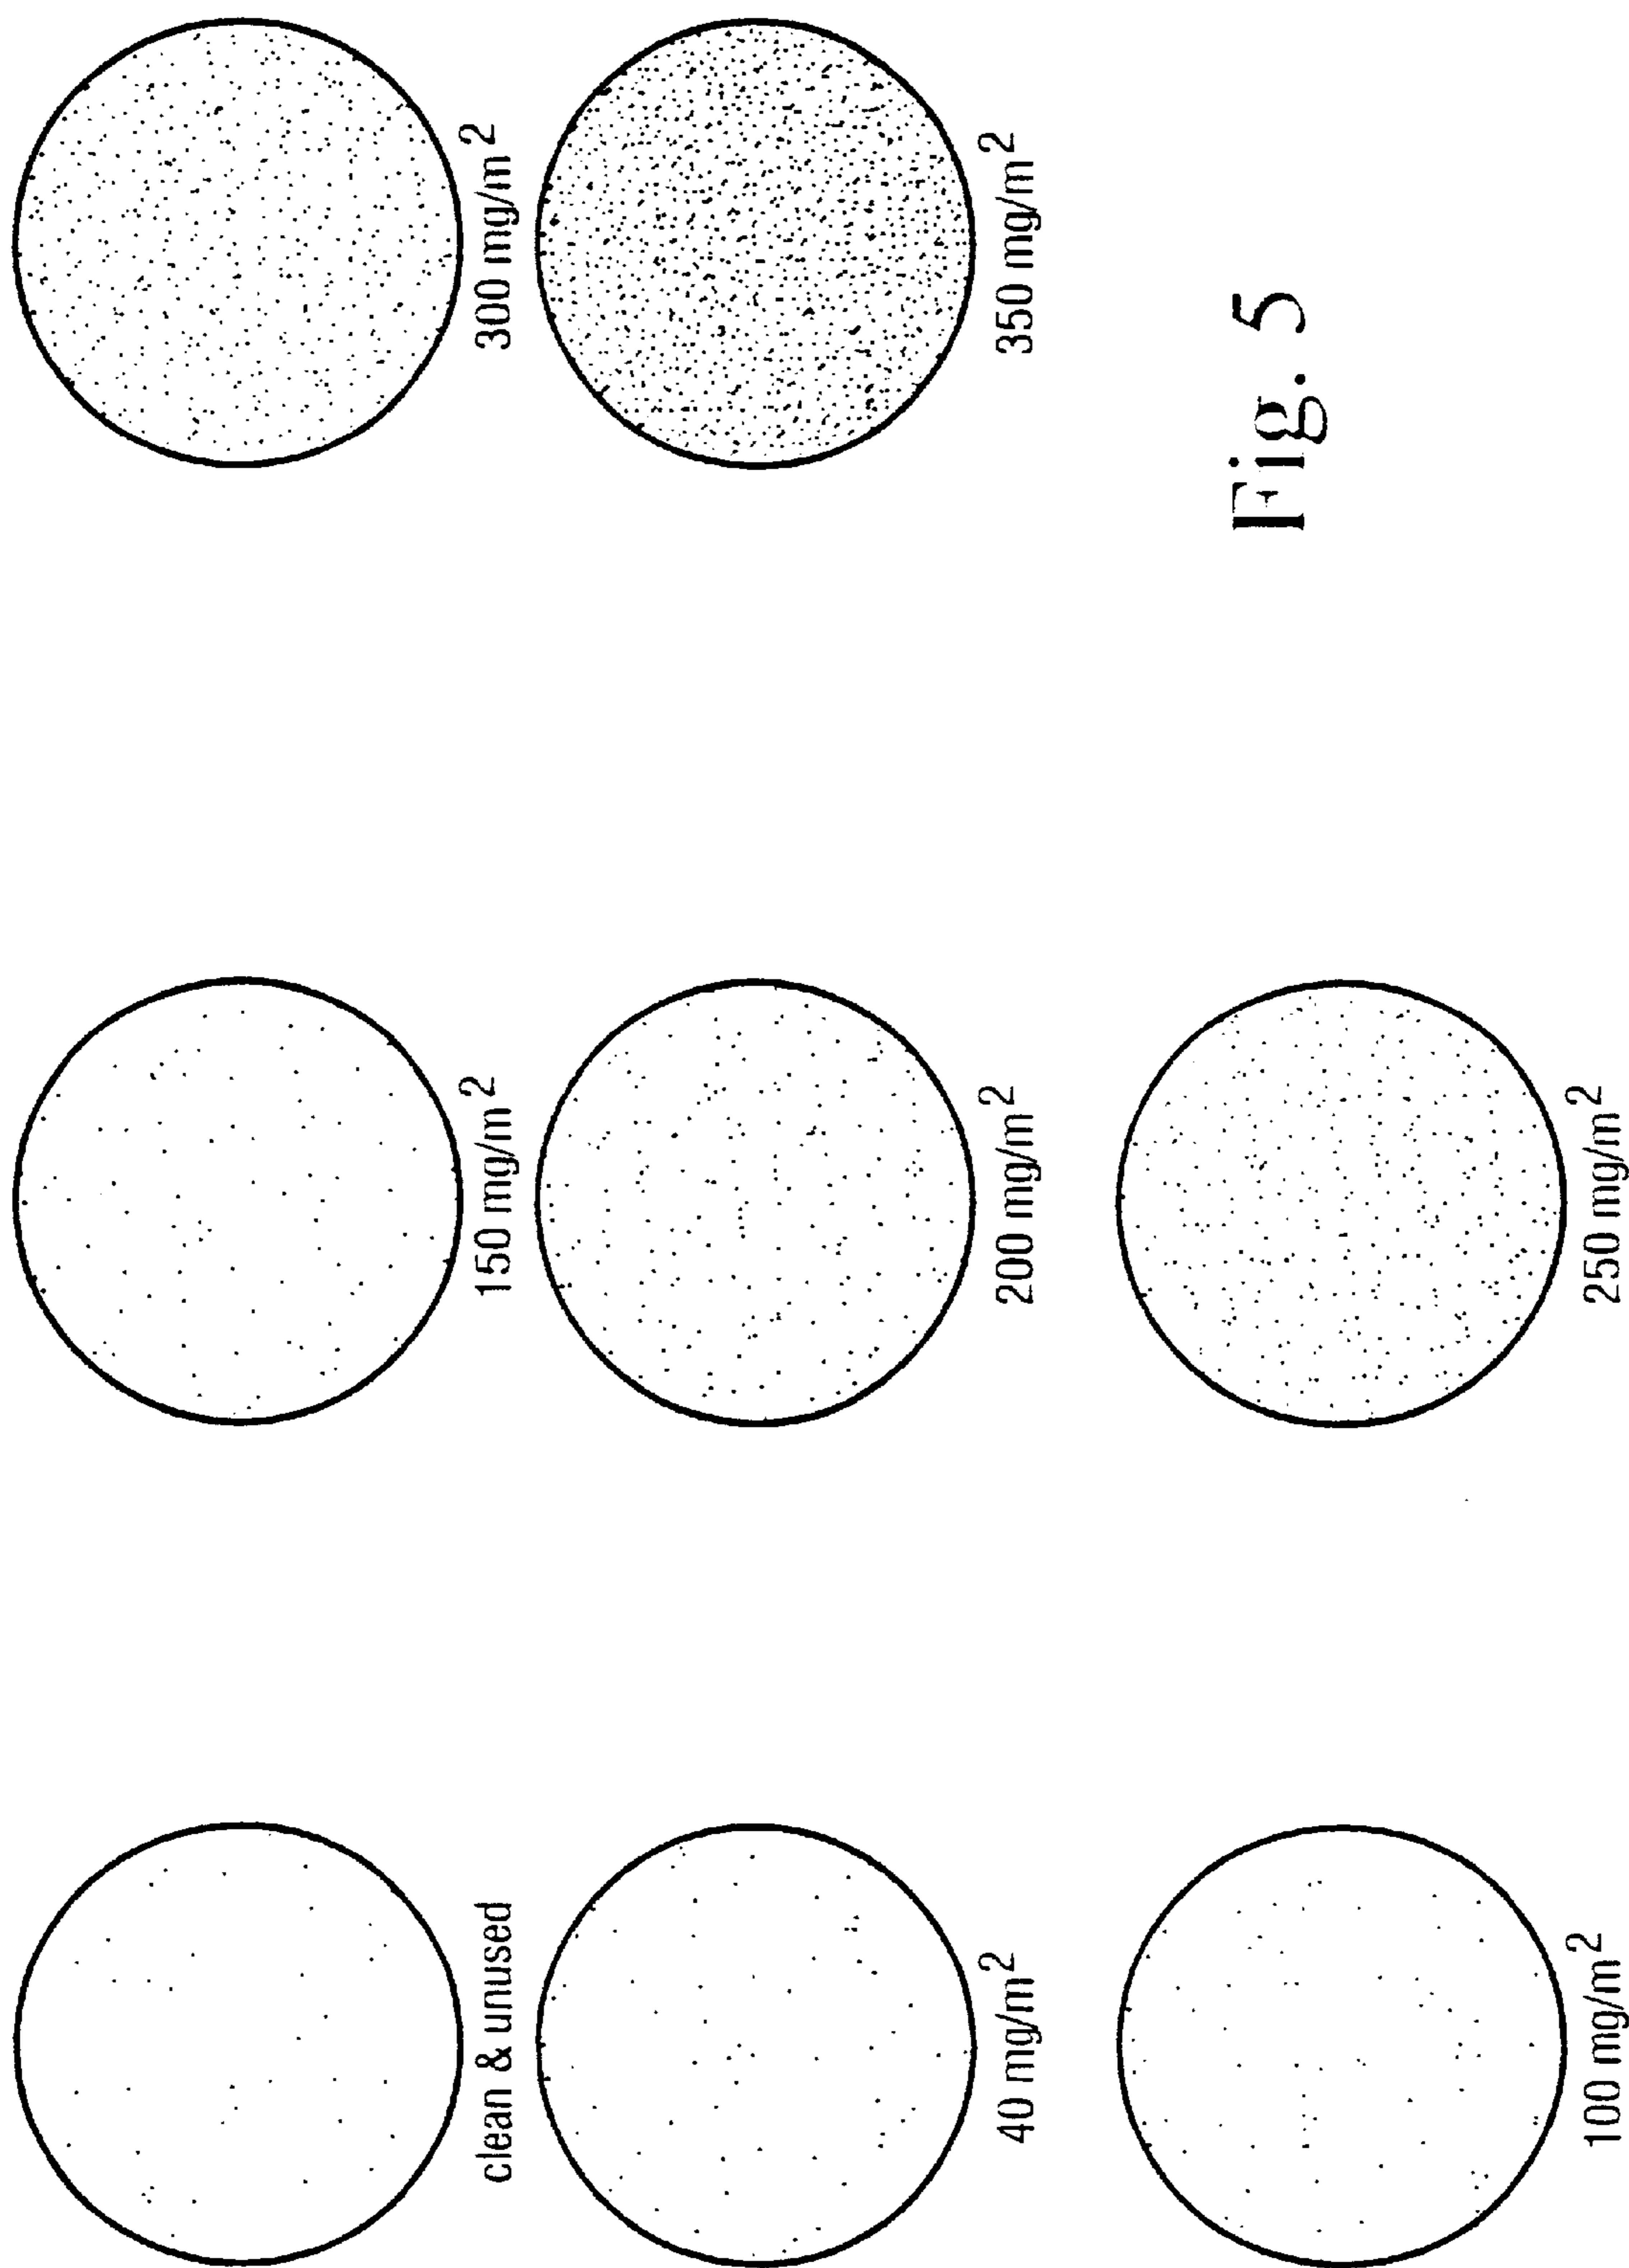 clean & unused
40 mg/m²
100 mg/m²
150 mg/m²
200 mg/m²
250 mg/m²
300 mg/m²
350 mg/m²
Fig. 5